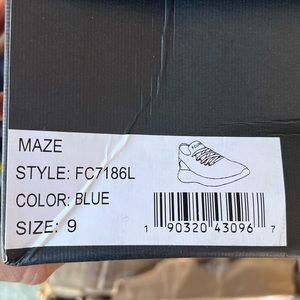 MAZE
STYLE: FC7186L
COLOR: BLUE
SIZE: 9
1 90320 43096 7